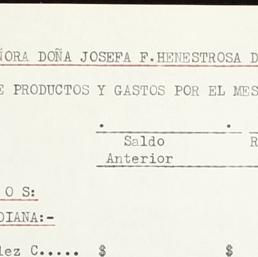 ÑORA DOÑA JOSEFA F.HENESTROSA D
E PRODUCTOS Y GASTOS POR EL MES
Saldo R
Anterior
O S:
DIANA:-
lez C..... $ $